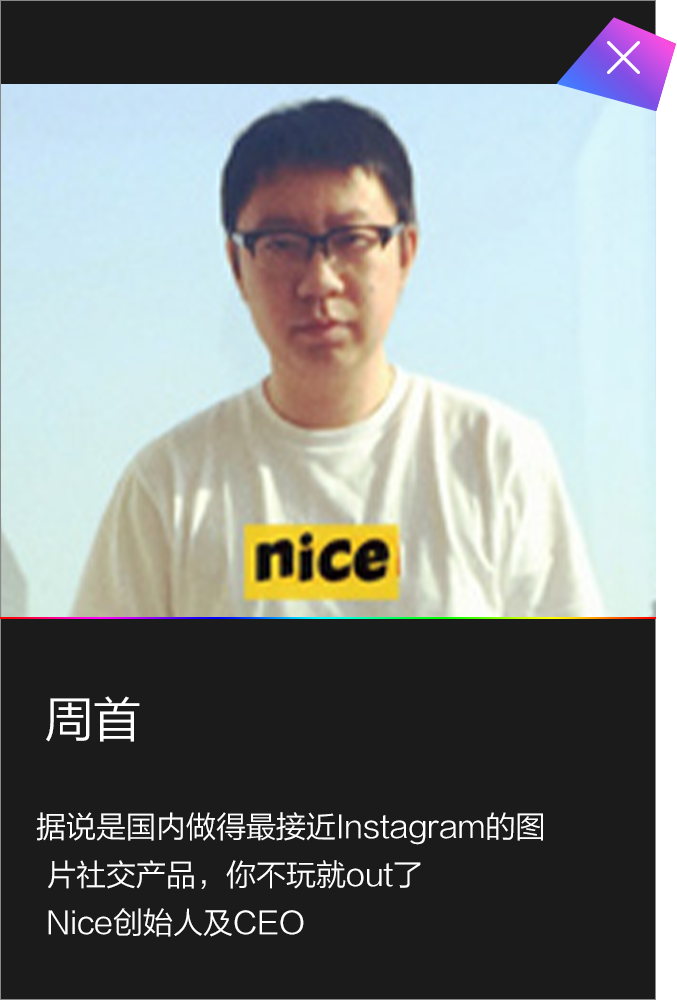 nice
周首
据说是国内做得最接近Instagram的图
片社交产品，你不玩就out了
Nice创始人及CEO